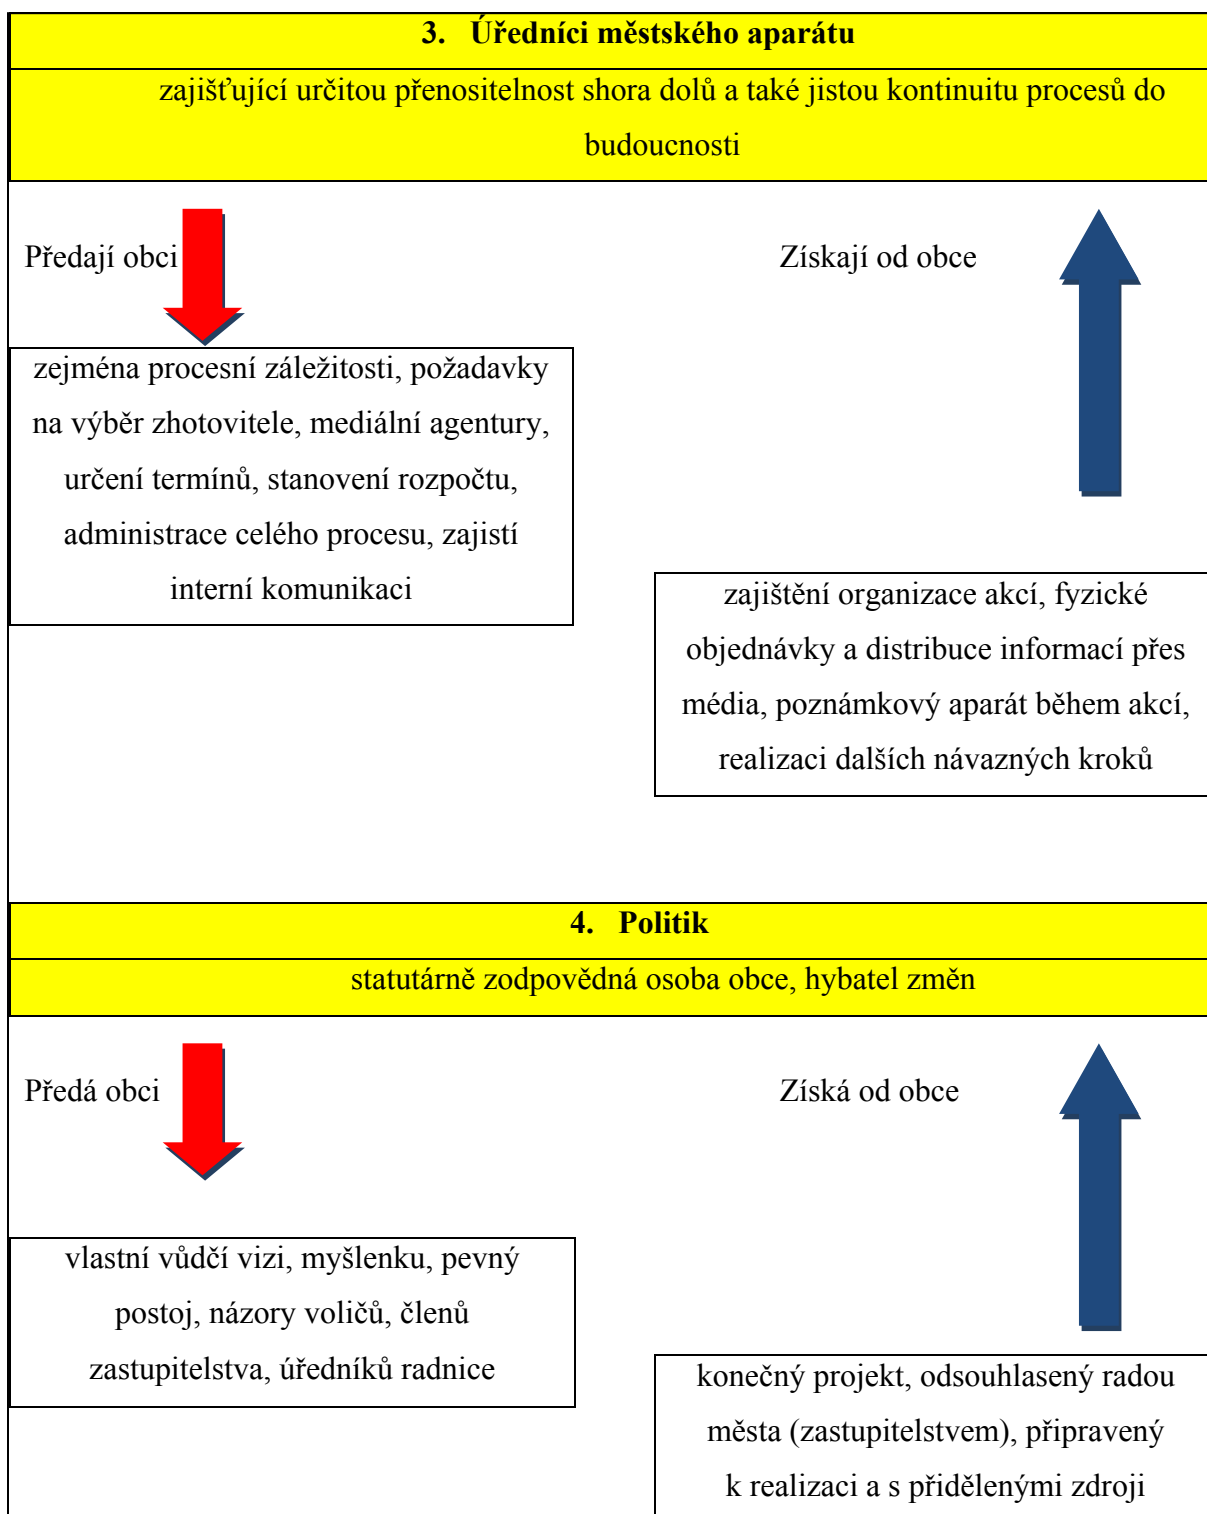 3. Úředníci městského aparátu
zajišťující určitou přenositelnost shora dolů a také jistou kontinuitu procesů do
budoucnosti
Předají obci
Získají od obce
zejména procesní záležitosti, požadavky
na výběr zhotovitele, mediální agentury,
určení termínů, stanovení rozpočtu,
administrace celého procesu, zajistí
interní komunikaci
zajištění organizace akcí, fyzické
objednávky a distribuce informací přes
média, poznámkový aparát během akcí,
realizaci dalších návazných kroků
4. Politik
statutárně zodpovědná osoba obce, hybatel změn
Předá obci
Získá od obce
vlastní vůdčí vizi, myšlenku, pevný
postoj, názory voličů, členů
zastupitelstva, úředníků radnice
konečný projekt, odsouhlasený radou
města (zastupitelstvem), připravený
k realizaci a s přidělenými zdroji